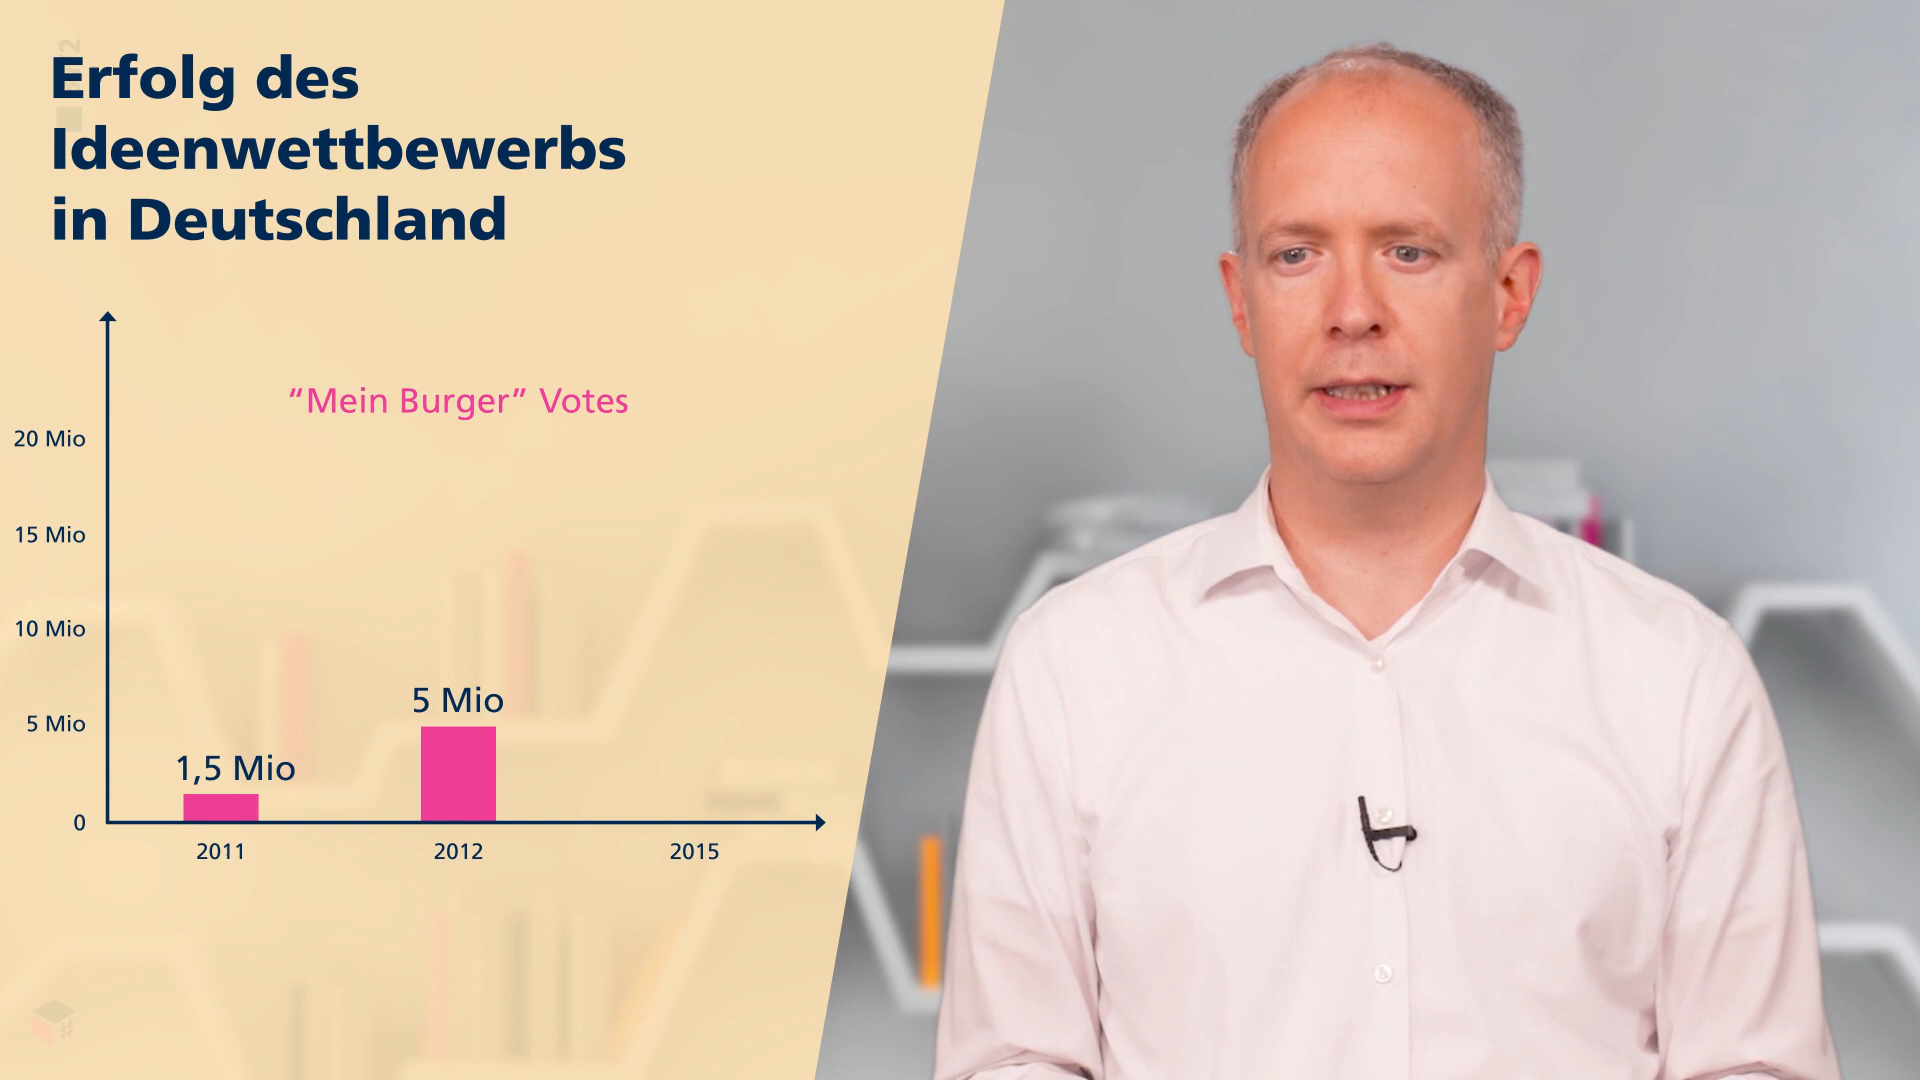 Erfolg des
Ideenwettbewerbs
in Deutschland
“Mein Burger” Votes
20 Mio
15 Mio
10 Mio
5 Mio
0
1,5 Mio
5 Mio
2011
2012
2015